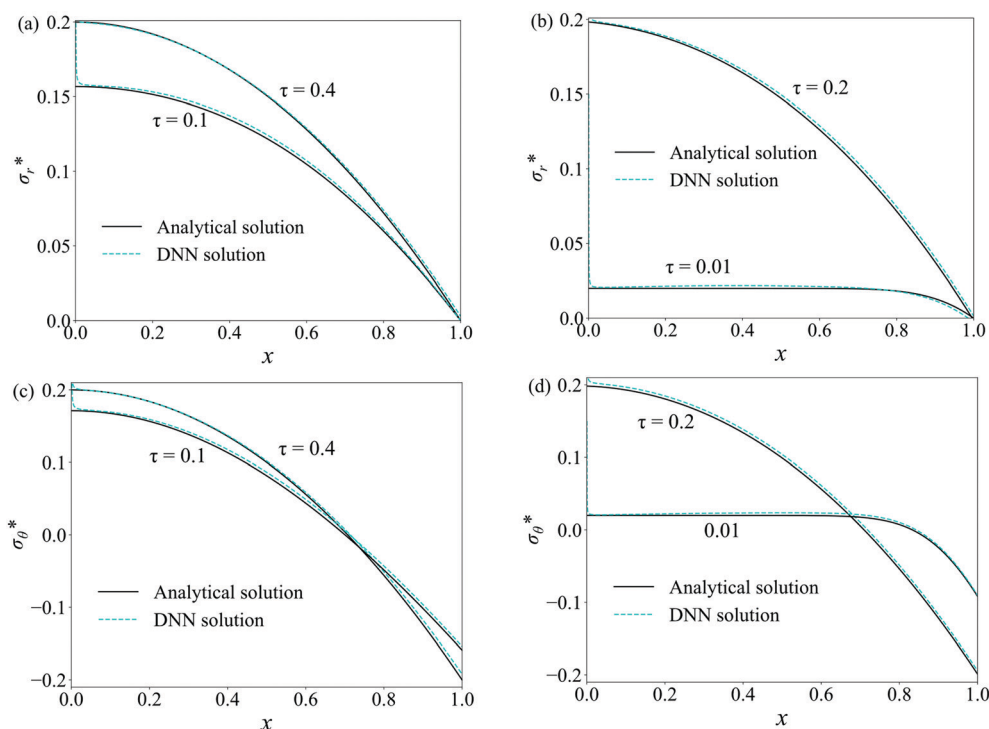 (a)
0.2
0.15
0.1
0.05
0.0
σr*
τ = 0.4
τ = 0.1
Analytical solution
DNN solution
0.0 0.2 0.4 0.6 0.8 1.0
x
(b)
0.2
0.15
0.1
0.05
0.0
σr*
τ = 0.2
Analytical solution
DNN solution
τ = 0.01
0.0 0.2 0.4 0.6 0.8 1.0
x
(c)
0.2
0.1
0.0
−0.1
−0.2
σθ*
τ = 0.1
τ = 0.4
Analytical solution
DNN solution
0.0 0.2 0.4 0.6 0.8 1.0
x
(d)
0.2
0.1
0.0
−0.1
−0.2
σθ*
τ = 0.2
0.01
Analytical solution
DNN solution
0.0 0.2 0.4 0.6 0.8 1.0
x